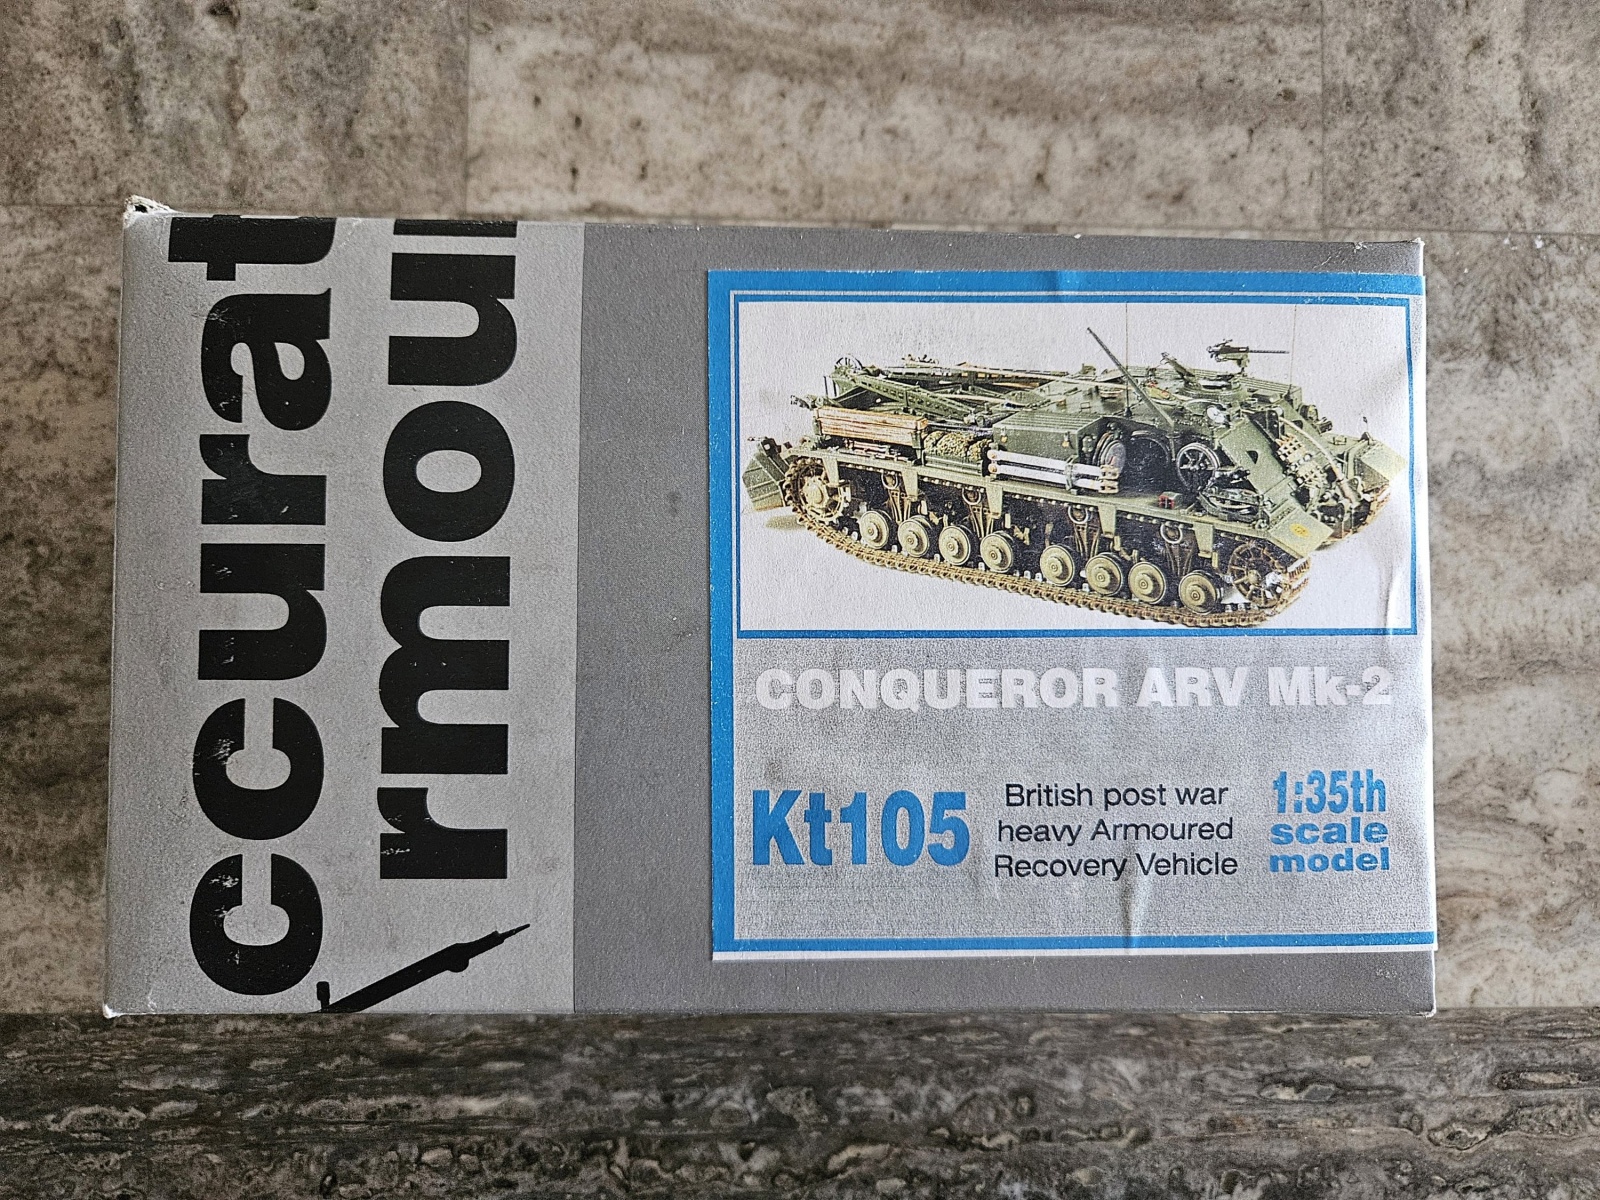 ccurat
rmou
CONQUEROR ARV Mk-2
Kt105
British post war
heavy Armoured
Recovery Vehicle
1:35th
scale
model